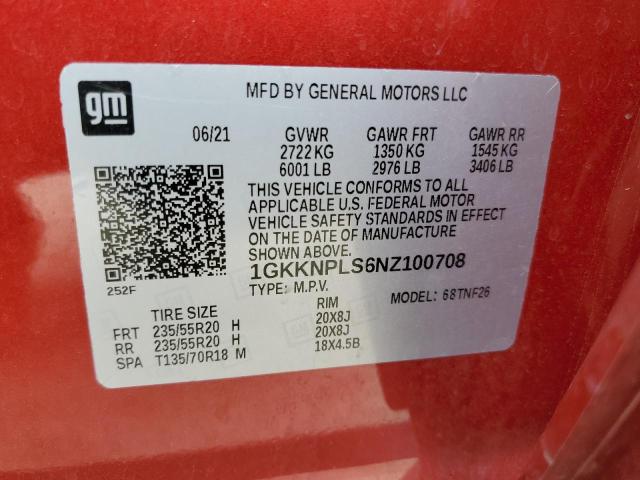 gm
MFD BY GENERAL MOTORS LLC
06/21 GVWR GAWR FRT GAWR RR
2722 KG 1350 KG 1545 KG
6001 LB 2976 LB 3406 LB
THIS VEHICLE CONFORMS TO ALL
APPLICABLE U.S. FEDERAL MOTOR
VEHICLE SAFETY STANDARDS IN EFFECT
ON THE DATE OF MANUFACTURE SHOWN ABOVE.
1GKKNPLS6NZ100708
252F
TYPE: M.P.V. MODEL: 68TNF26
TIRE SIZE RIM
FRT 235/55R20 H 20X8J
RR 235/55R20 H 20X8J
SPA T135/70R18 M 18X4.5B